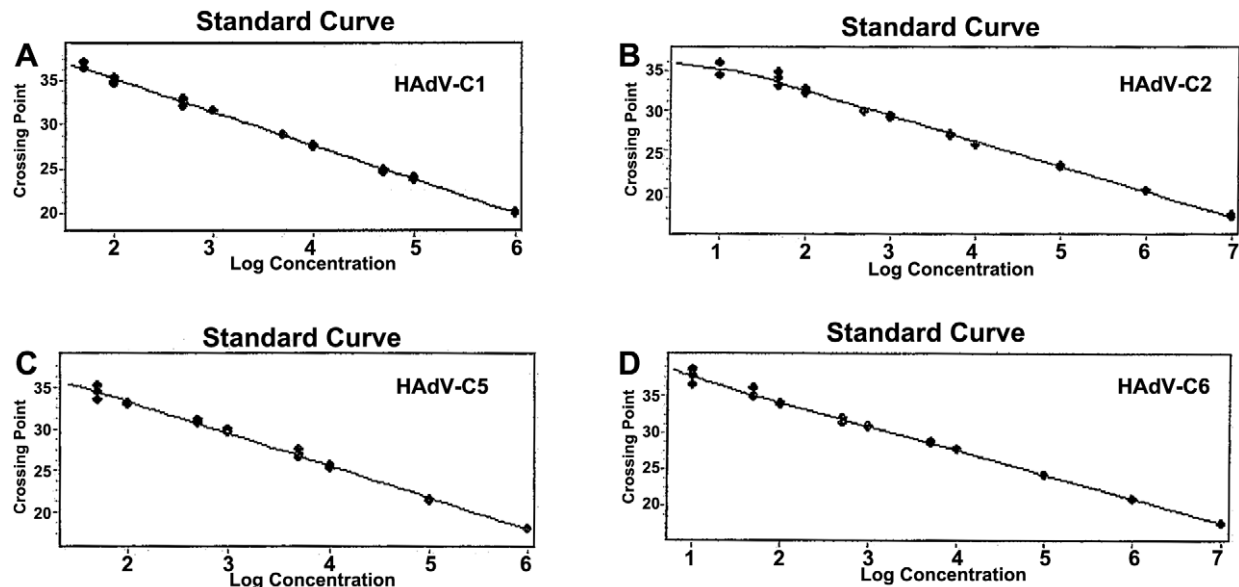 Standard Curve
A
HAdV-C1
Crossing Point
35
30
25
20
2 3 4 5 6
Log Concentration
Standard Curve
B
HAdV-C2
Crossing Point
35
30
25
20
1 2 3 4 5 6 7
Log Concentration
Standard Curve
C
HAdV-C5
Crossing Point
35
30
25
20
2 3 4 5 6
Log Concentration
Standard Curve
D
HAdV-C6
Crossing Point
35
30
25
20
1 2 3 4 5 6 7
Log Concentration